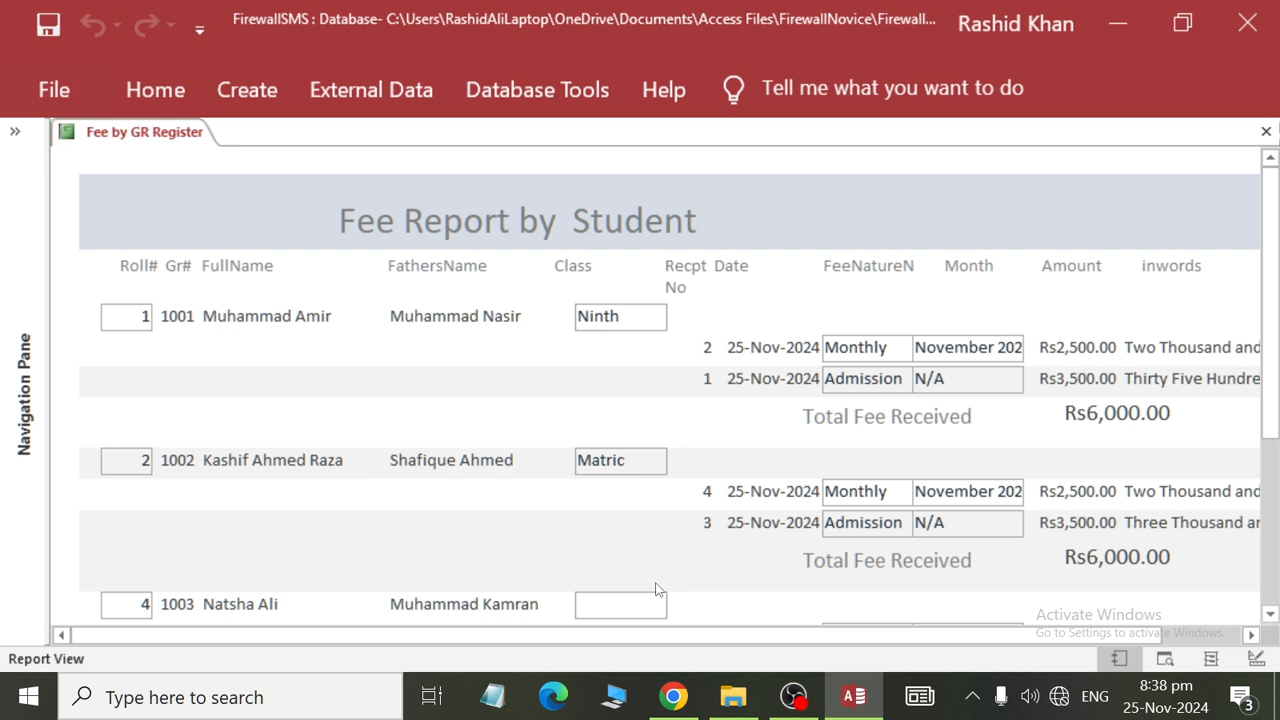 FirewallSMS : Database- C:\Users\RashidAliLaptop\OneDrive\Documents\Access Files\FirewallNovice\Firewall...
Rashid Khan
File Home Create External Data Database Tools Help Tell me what you want to do
Fee by GR Register
Navigation Pane
Fee Report by Student
Roll# Gr# FullName FathersName Class Recpt No Date FeeNatureN Month Amount inwords
1 1001 Muhammad Amir Muhammad Nasir Ninth
2 25-Nov-2024 Monthly November 202 Rs2,500.00 Two Thousand and
1 25-Nov-2024 Admission N/A Rs3,500.00 Thirty Five Hundre
Total Fee Received Rs6,000.00
2 1002 Kashif Ahmed Raza Shafique Ahmed Matric
4 25-Nov-2024 Monthly November 202 Rs2,500.00 Two Thousand and
3 25-Nov-2024 Admission N/A Rs3,500.00 Three Thousand ar
Total Fee Received Rs6,000.00
4 1003 Natsha Ali Muhammad Kamran
Activate Windows
Go to Settings to activate Windows.
Report View
Type here to search
ENG
8:38 pm
25-Nov-2024
3